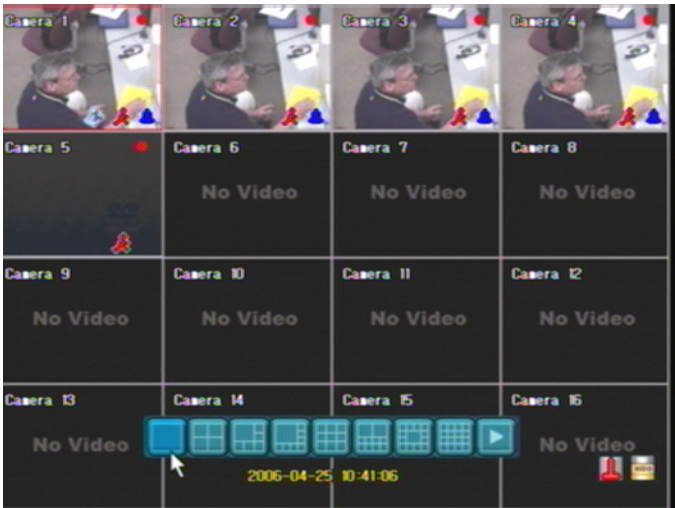 Camera 1 Camera 2 Camera 3 Camera 4
Camera 5 Camera 6 Camera 7 Camera 8
No Video No Video No Video
Camera 9 Camera 10 Camera 11 Camera 12
No Video No Video No Video No Video
Camera 13 Camera 14 Camera 15 Camera 16
No Video No Video
2006-04-25 10:41:06